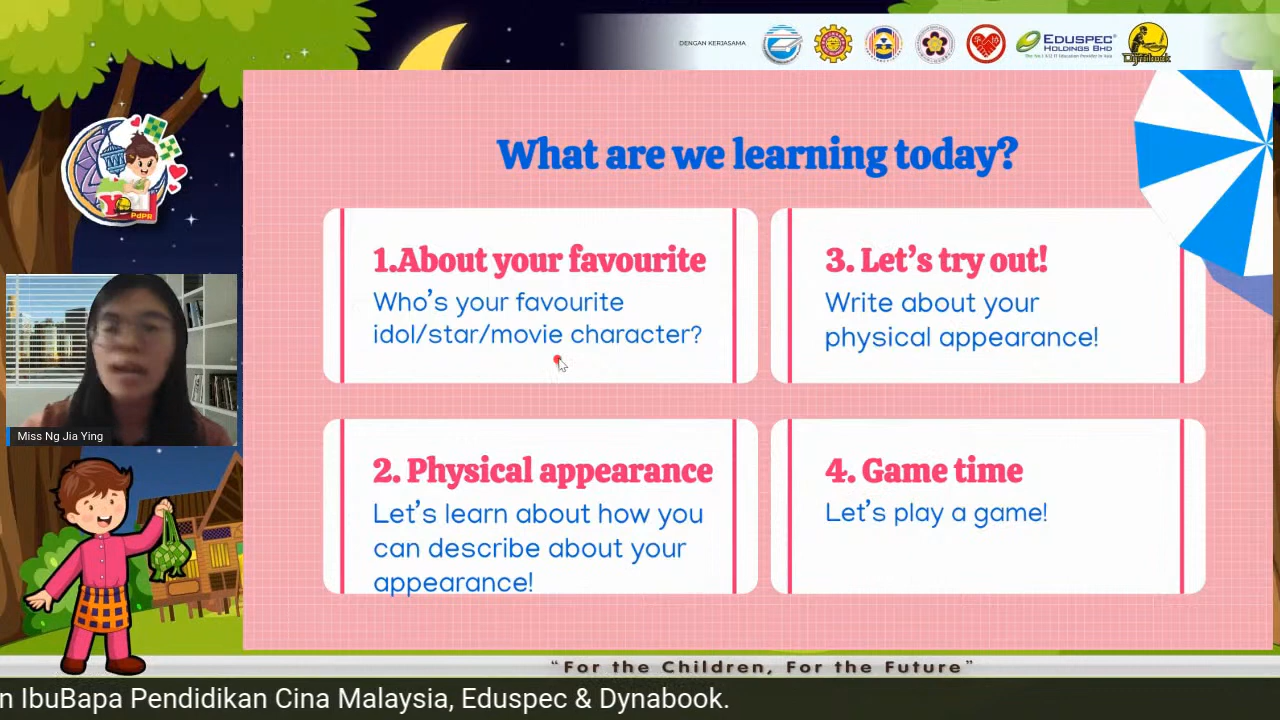 DENGAN KERJASAMA
EDUSPEC
HOLDINGS BHD
Dynabook
PdPR
What are we learning today?
1.About your favourite
Who's your favourite
idol/star/movie character?
2. Physical appearance
Let's learn about how you
can describe about your
appearance!
3. Let's try out!
Write about your
physical appearance!
4. Game time
Let's play a game!
Miss Ng Jia Ying
“For the Children, For the Future”
n IbuBapa Pendidikan Cina Malaysia, Eduspec & Dynabook.